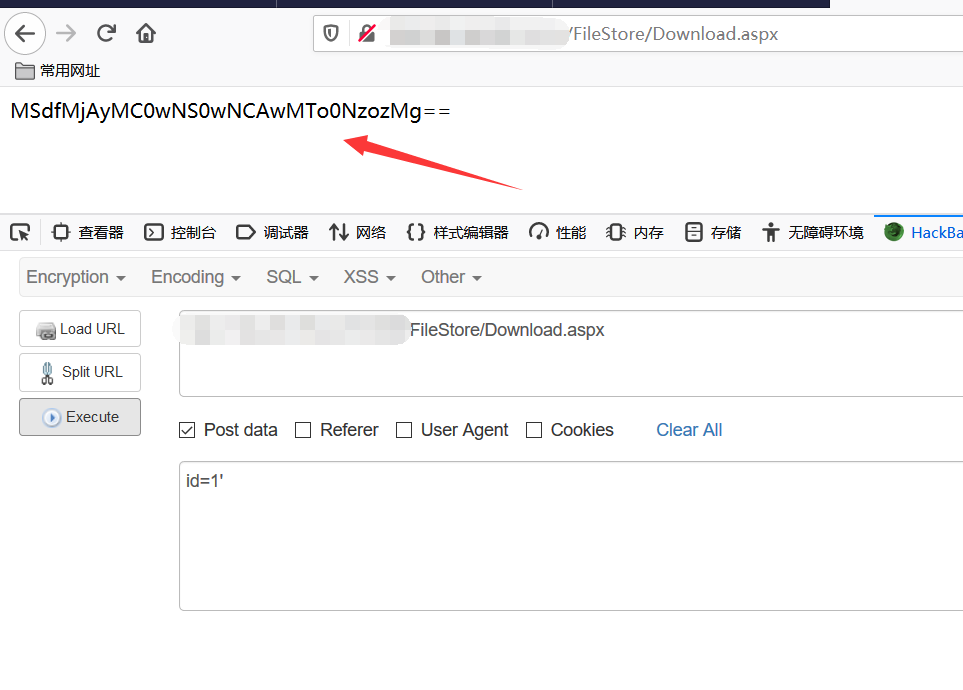 /FileStore/Download.aspx
常用网址
MSdfMjAyMC0wNS0wNCAwMTo0NzozMg==
查看器 控制台 调试器 网络 样式编辑器 性能 内存 存储 无障碍环境 HackBa
Encryption Encoding SQL XSS Other
Load URL
FileStore/Download.aspx
Split URL
Execute
Post data Referer User Agent Cookies Clear All
id=1'